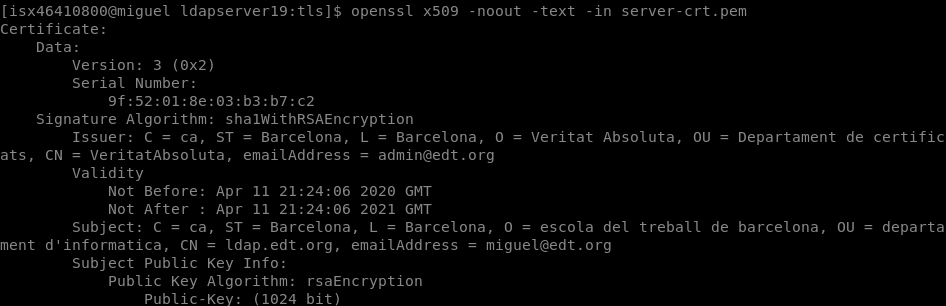 [isx46410800@miguel ldapserver19:tls]$ openssl x509 -noout -text -in server-crt.pem
Certificate:
    Data:
        Version: 3 (0x2)
        Serial Number:
            9f:52:01:8e:03:b3:b7:c2
    Signature Algorithm: sha1WithRSAEncryption
        Issuer: C = ca, ST = Barcelona, L = Barcelona, O = Veritat Absoluta, OU = Departament de certific
ats, CN = VeritatAbsoluta, emailAddress = admin@edt.org
        Validity
            Not Before: Apr 11 21:24:06 2020 GMT
            Not After : Apr 11 21:24:06 2021 GMT
        Subject: C = ca, ST = Barcelona, L = Barcelona, O = escola del treball de barcelona, OU = departa
ment d'informatica, CN = ldap.edt.org, emailAddress = miguel@edt.org
        Subject Public Key Info:
            Public Key Algorithm: rsaEncryption
                Public-Key: (1024 bit)